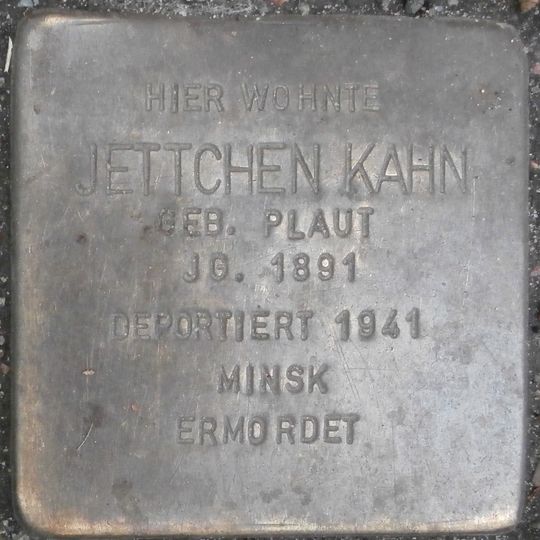 HIER WOHNTE
JETTCHEN KAHN
GEB. PLAUT
JG. 1891
DEPORTIERT 1941
MINSK
ERMORDET